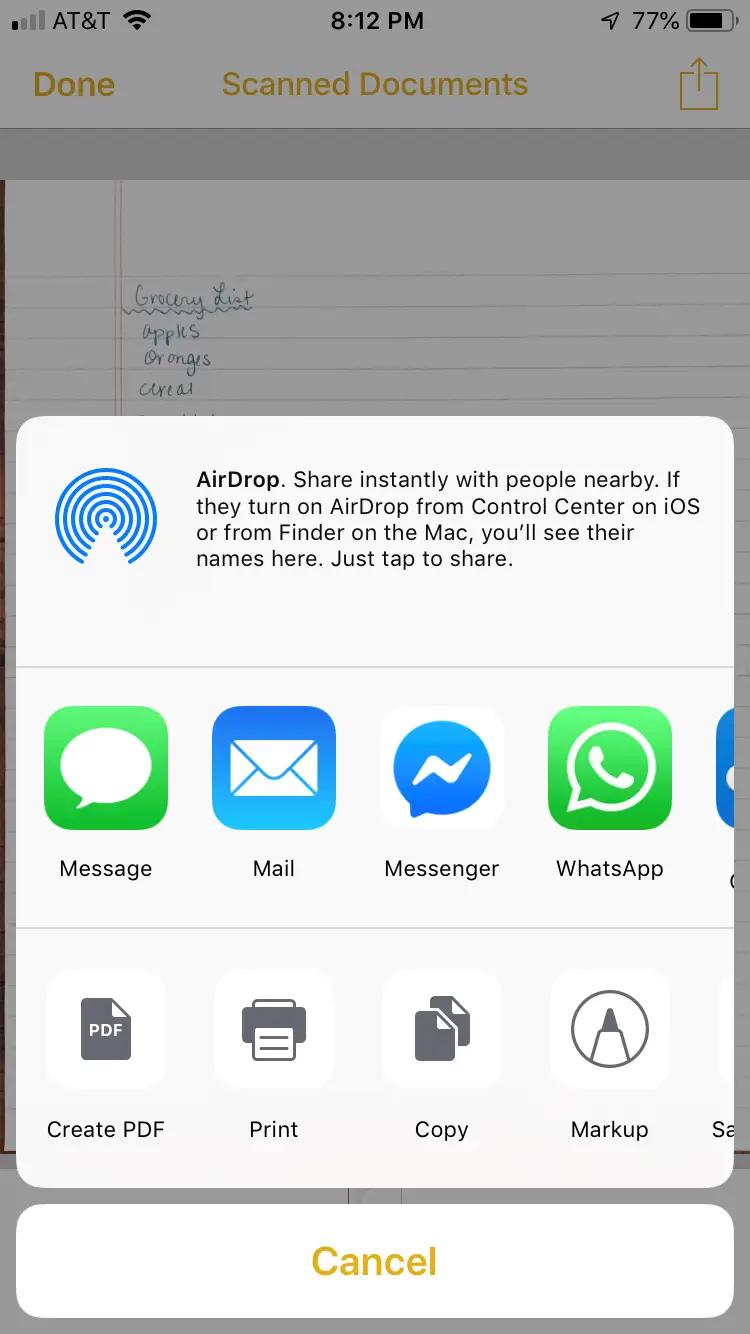 AT&T 8:12 PM 77%
Done Scanned Documents
Grocery List
apples
Oranges
cereal
AirDrop. Share instantly with people nearby. If
they turn on AirDrop from Control Center on iOS
or from Finder on the Mac, you’ll see their
names here. Just tap to share.
Message Mail Messenger WhatsApp
PDF
Create PDF Print Copy Markup Sa
Cancel